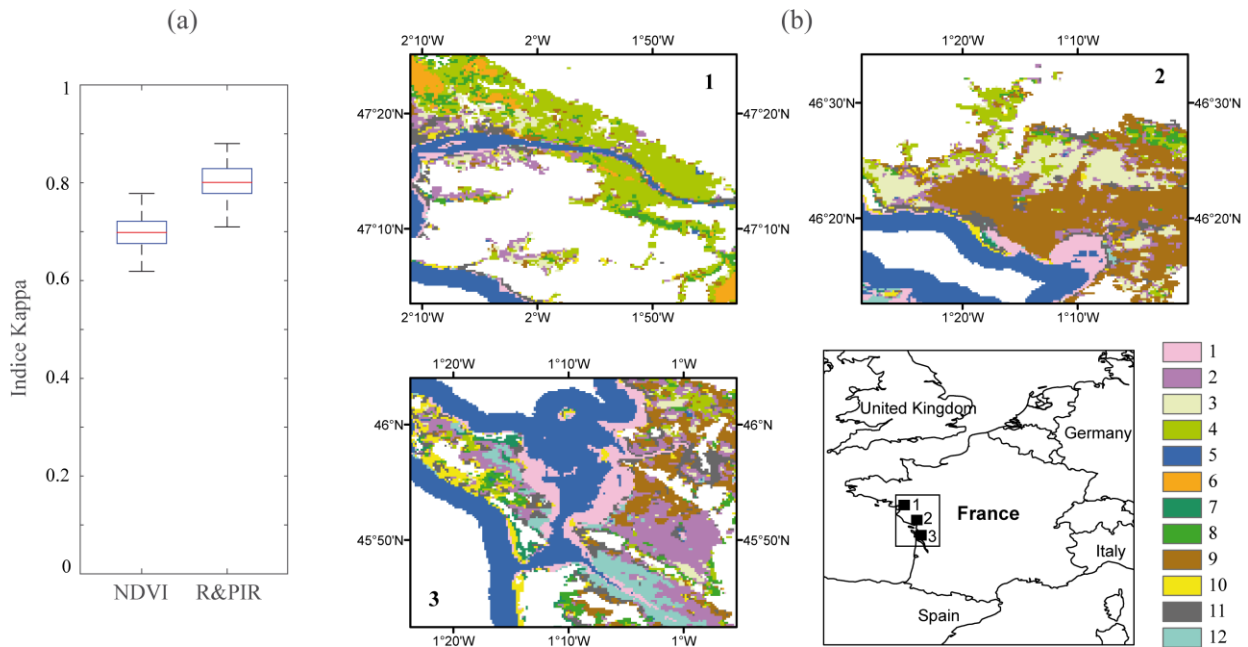 (a)
(b)
Indice Kappa
1
0.8
0.6
0.4
0.2
0
NDVI R&PIR
2°10'W 2°W 1°50'W
1
47°20'N 47°20'N
47°10'N 47°10'N
2°10'W 2°W 1°50'W
1°20'W 1°10'W
2
46°30'N 46°30'N
46°20'N 46°20'N
1°20'W 1°10'W
1°20'W 1°10'W 1°W
46°N 46°N
45°50'N 45°50'N
3
1°20'W 1°10'W 1°W
United Kingdom
Germany
1
2
France
3
Italy
Spain
1
2
3
4
5
6
7
8
9
10
11
12